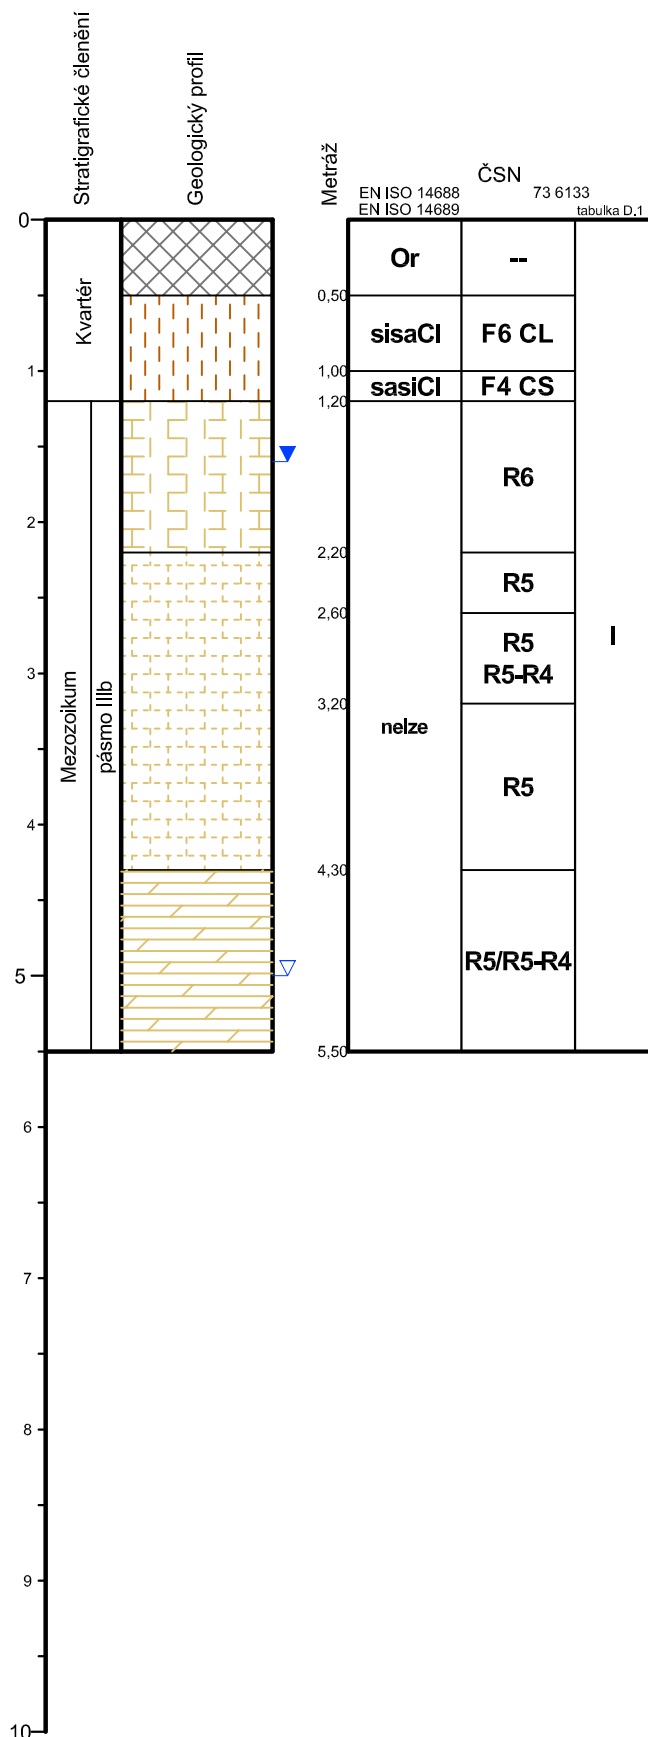 Stratigrafické členění
Geologický profil
Metráž
ČSN
EN ISO 14688
73 6133
EN ISO 14689
tabulka D.1
0
Or
--
0,50
Kvartér
sisaCl
F6 CL
1
1,00
sasiCl
F4 CS
1,20
R6
2
2,20
R5
2,60
I
R5
R5-R4
3
3,20
Mezozoikum
pásmo IIIb
nelze
R5
4
4,30
R5/R5-R4
5
5,50
6
7
8
9
10